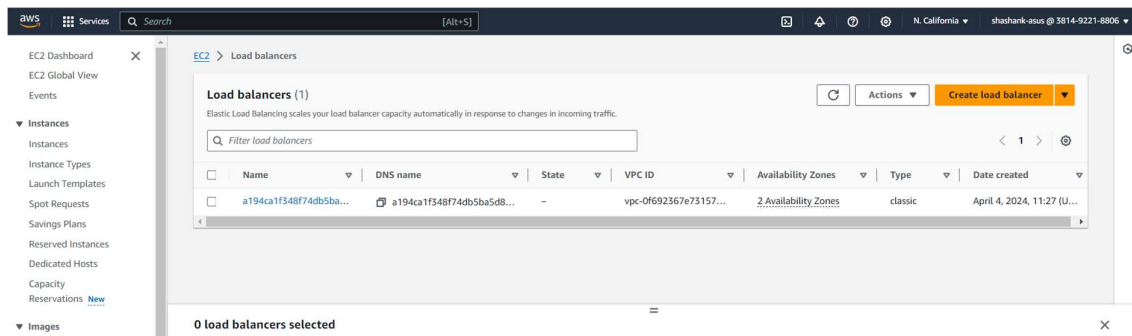 aws Services Search [Alt+S] N. California ▼ shashank-asus @ 3814-9221-8806 ▼
EC2 Dashboard
EC2 Global View
Events
▼ Instances
Instances
Instance Types
Launch Templates
Spot Requests
Savings Plans
Reserved Instances
Dedicated Hosts
Capacity
Reservations New
▼ Images
EC2 > Load balancers
Load balancers (1) Actions ▼ Create load balancer ▼
Elastic Load Balancing scales your load balancer capacity automatically in response to changes in incoming traffic.
Filter load balancers < 1 >
Name DNS name State VPC ID Availability Zones Type Date created
a194ca1f348f74db5ba... a194ca1f348f74db5ba5d8... – vpc-0f692367e73157... 2 Availability Zones classic April 4, 2024, 11:27 (U...
0 load balancers selected